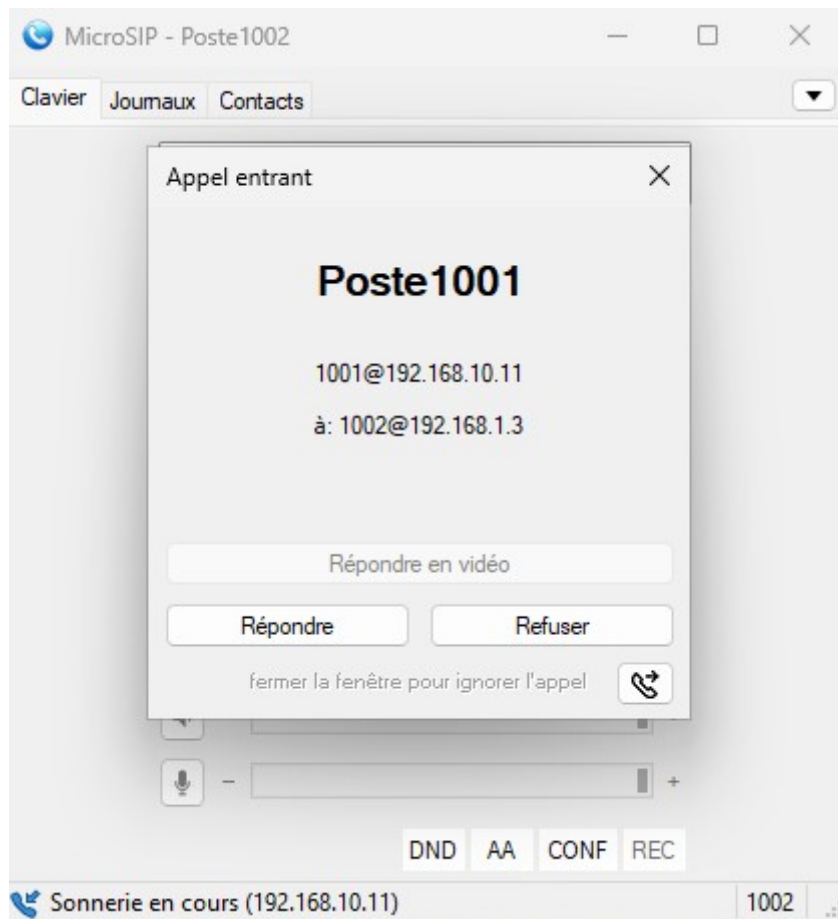 MicroSIP - Poste1002
Clavier Journaux Contacts
Appel entrant
Poste1001
1001@192.168.10.11
à: 1002@192.168.1.3
Répondre en vidéo
Répondre Refuser
fermer la fenêtre pour ignorer l'appel
- +
DND AA CONF REC
Sonnerie en cours (192.168.10.11) 1002